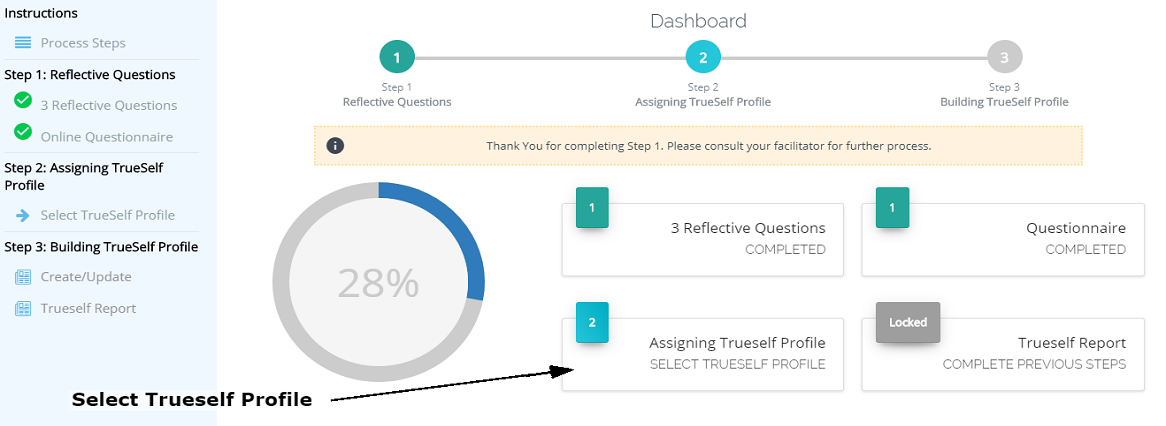 Instructions
Process Steps
Step 1: Reflective Questions
3 Reflective Questions
Online Questionnaire
Step 2: Assigning TrueSelf
Profile
Select TrueSelf Profile
Step 3: Building TrueSelf Profile
Create/Update
Trueself Report
Dashboard
1
2
3
Step 1
Reflective Questions
Step 2
Assigning TrueSelf Profile
Step 3
Building TrueSelf Profile
Thank You for completing Step 1. Please consult your facilitator for further process.
28%
1
3 Reflective Questions
COMPLETED
1
Questionnaire
COMPLETED
2
Assigning Trueself Profile
SELECT TRUESELF PROFILE
Locked
Trueself Report
COMPLETE PREVIOUS STEPS
Select Trueself Profile